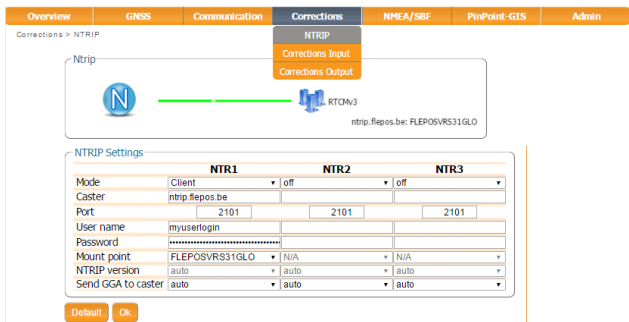 Overview GNSS Communication Corrections NMEA/SBF PinPoint-GIS Admin
Corrections > NTRIP
NTRIP
Corrections Input
Corrections Output
Ntrip
N
RTCMv3
ntrip.flepos.be: FLEPOSVRS31GLO
NTRIP Settings
NTR1 NTR2 NTR3
Mode Client off off
Caster ntrip.flepos.be
Port 2101 2101 2101
User name myuserlogin
Password
Mount point FLEPOSVRS31GLO N/A N/A
NTRIP version auto auto auto
Send GGA to caster auto auto auto
Default Ok